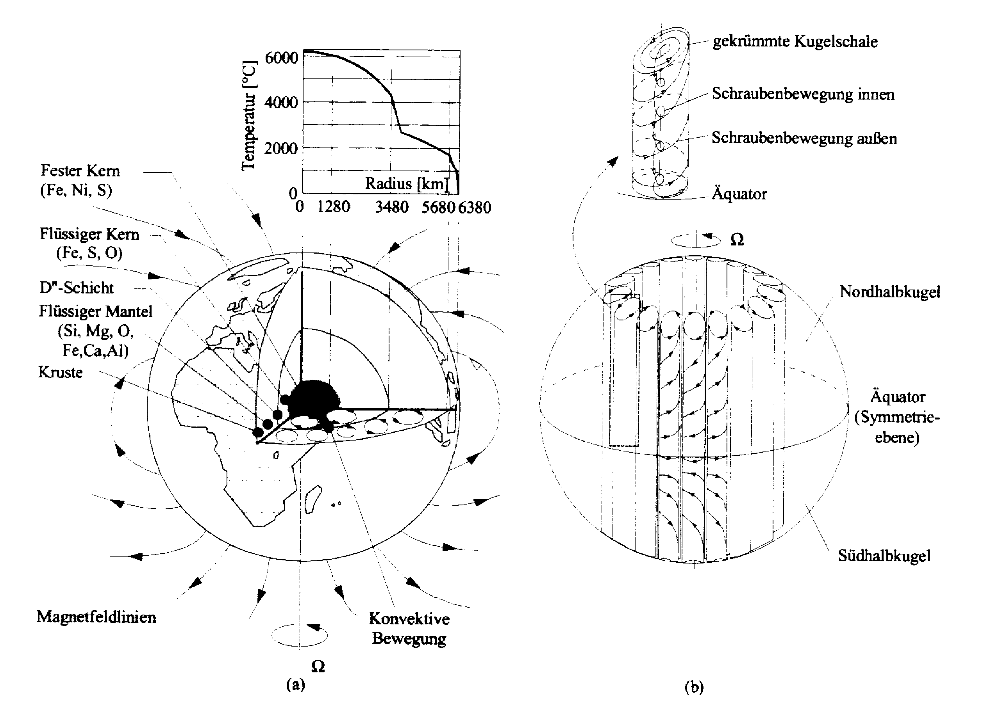 6000
4000
2000
0
Temperatur [°C]
Radius [km]
0 1280 3480 5680 6380
Fester Kern
(Fe, Ni, S)
Flüssiger Kern
(Fe, S, O)
D"-Schicht
Flüssiger Mantel
(Si, Mg, O,
Fe,Ca,Al)
Kruste
Magnetfeldlinien
Konvektive
Bewegung
Ω
(a)
gekrümmte Kugelschale
Schraubenbewegung innen
Schraubenbewegung außen
Äquator
Ω
Nordhalbkugel
Äquator
(Symmetrie-
ebene)
Südhalbkugel
(b)